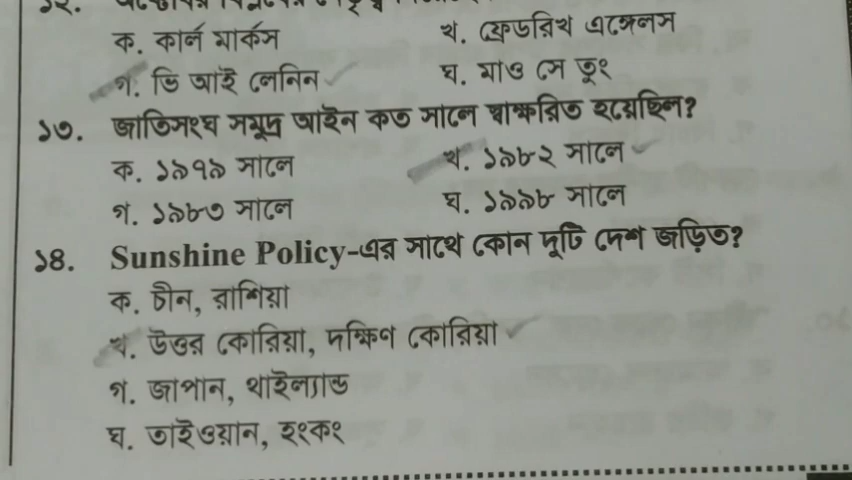 ১২.
ক. কার্ল মার্কস
খ. ফ্রেডরিখ এঙ্গেলস
গ. ভি আই লেনিন
ঘ. মাও সে তুং
১৩. জাতিসংঘ সমুদ্র আইন কত সালে স্বাক্ষরিত হয়েছিল?
ক. ১৯৭৯ সালে
খ. ১৯৮২ সালে
গ. ১৯৮৩ সালে
ঘ. ১৯৯৮ সালে
১৪. Sunshine Policy-এর সাথে কোন দুটি দেশ জড়িত?
ক. চীন, রাশিয়া
খ. উত্তর কোরিয়া, দক্ষিণ কোরিয়া
গ. জাপান, থাইল্যান্ড
ঘ. তাইওয়ান, হংকং